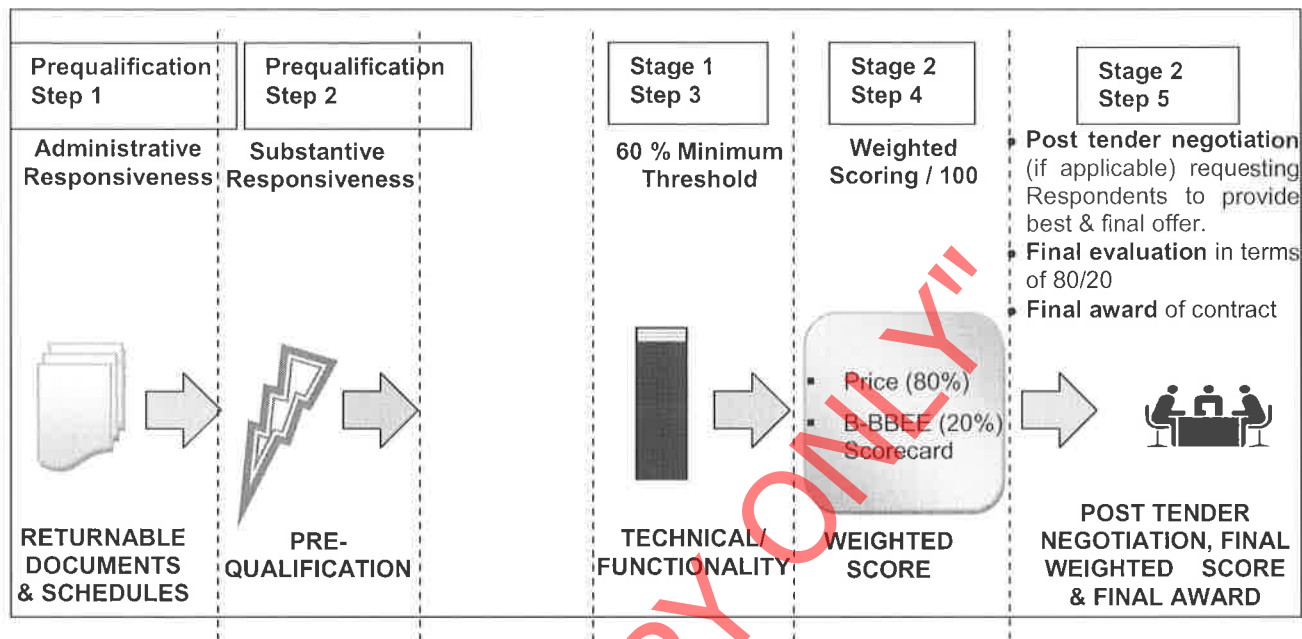 Prequalification
Step 1
Prequalification
Step 2
Stage 1
Step 3
Stage 2
Step 4
Stage 2
Step 5
Administrative
Responsiveness
Substantive
Responsiveness
60 % Minimum
Threshold
Weighted
Scoring / 100
• Post tender negotiation
(if applicable) requesting
Respondents to provide
best & final offer.
• Final evaluation in terms
of 80/20
• Final award of contract
▪ Price (80%)
▪ B-BBEE (20%)
Scorecard
RETURNABLE
DOCUMENTS
& SCHEDULES
PRE-
QUALIFICATION
TECHNICAL/
FUNCTIONALITY
WEIGHTED
SCORE
POST TENDER
NEGOTIATION, FINAL
WEIGHTED SCORE
& FINAL AWARD
ONLY"